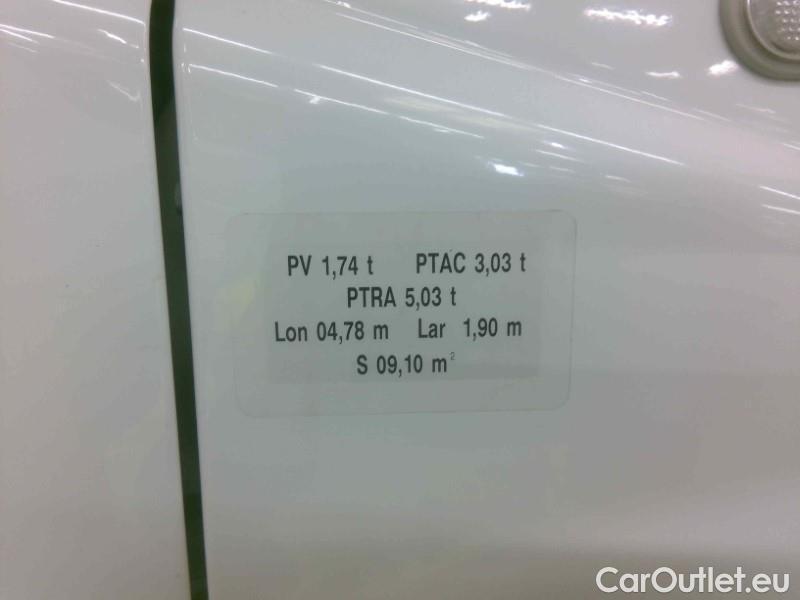 PV 1,74 t PTAC 3,03 t
PTRA 5,03 t
Lon 04,78 m Lar 1,90 m
S 09,10 m²
CarOutlet.eu